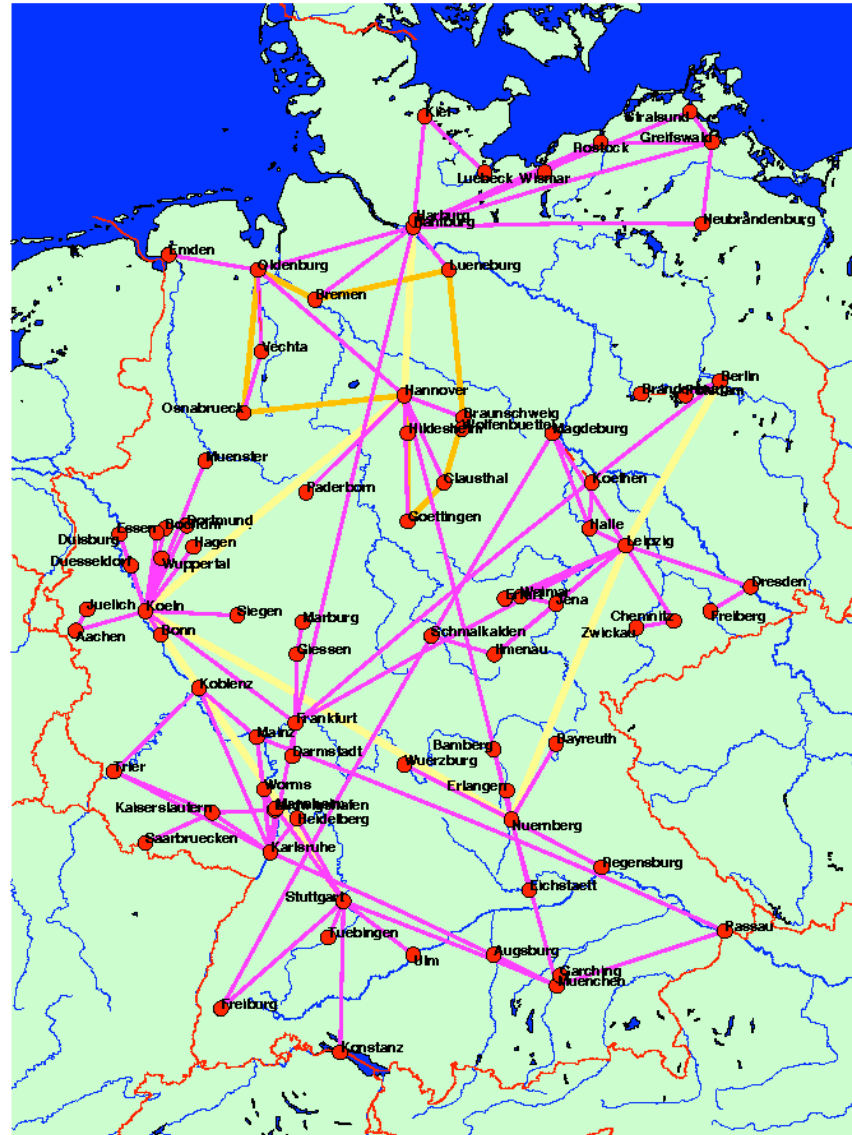 Kiel
Stralsund
Greifswald
Rostock
Luebeck
Wismar
Harburg
Hamburg
Neubrandenburg
Emden
Oldenburg
Lueneburg
Bremen
Vechta
Berlin
Hannover
Osnabrueck
Braunschweig
Hildesheim
Wolfenbuettel
Magdeburg
Muenster
Paderborn
Clausthal
Koethen
Goettingen
Dortmund
Bochum
Essen
Duisburg
Halle
Hagen
Leipzig
Duesseldorf
Wuppertal
Dresden
Weimar
Erfurt
Jena
Juelich
Koeln
Siegen
Marburg
Chemnitz
Freiberg
Aachen
Bonn
Schmalkalden
Zwickau
Giessen
Ilmenau
Koblenz
Frankfurt
Mainz
Darmstadt
Bamberg
Bayreuth
Wuerzburg
Trier
Worms
Erlangen
Kaiserslautern
Heidelberg
Nuernberg
Saarbruecken
Karlsruhe
Regensburg
Eichstaett
Stuttgart
Passau
Tuebingen
Augsburg
Ulm
Garching
Muenchen
Freiburg
Konstanz